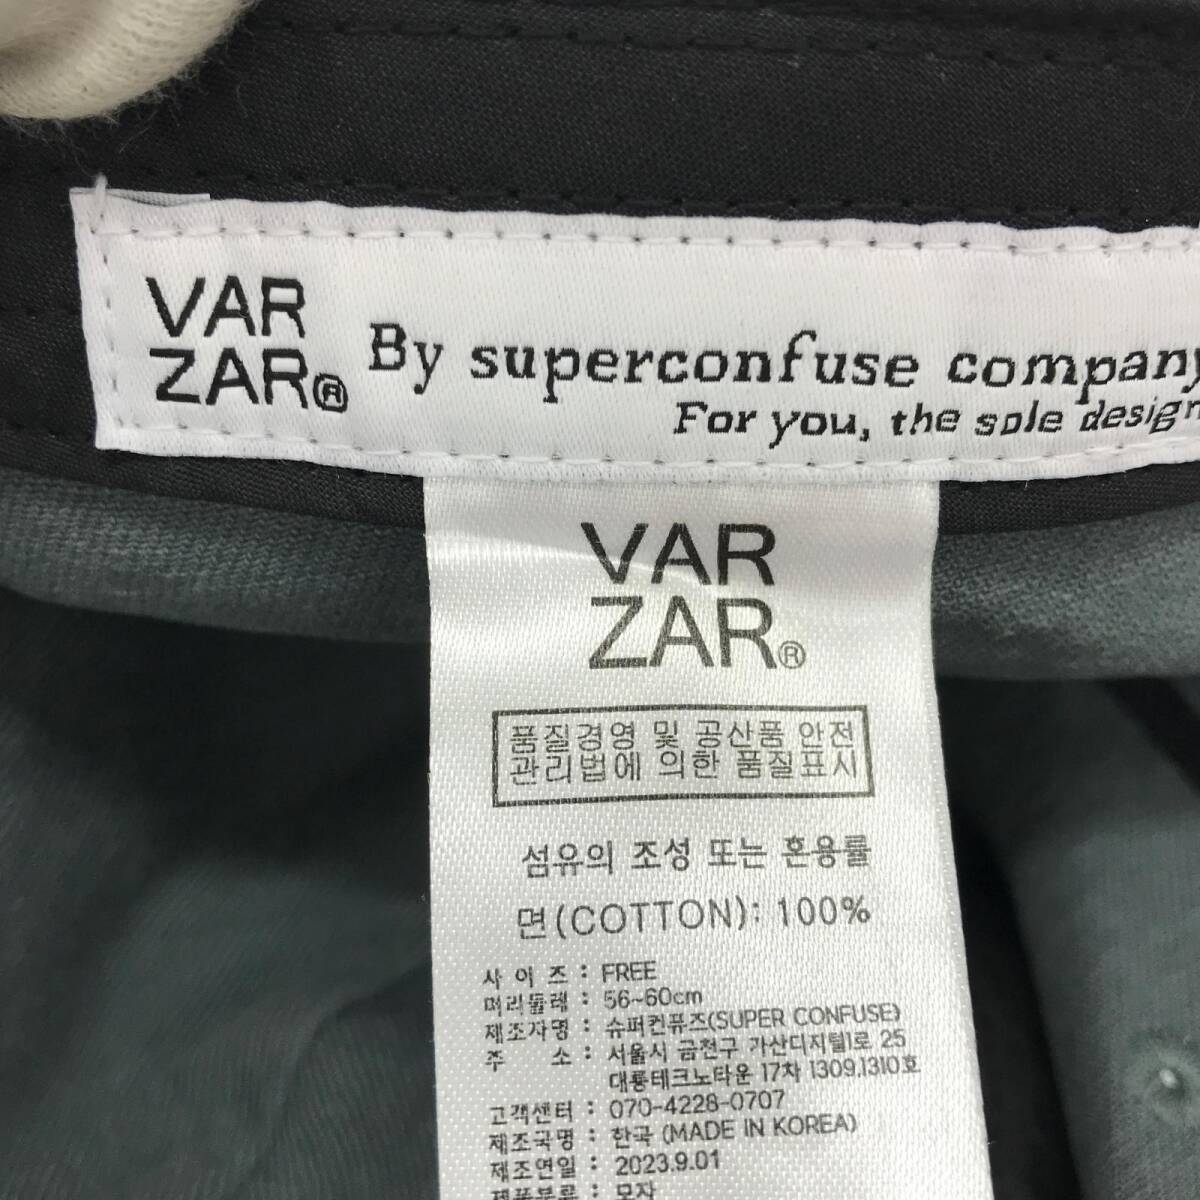 VAR
ZAR®
By superconfuse company
For you, the sole design
VAR
ZAR®
품질경영 및 공산품 안전
관리법에 의한 품질표시
섬유의 조성 또는 혼용률
면(COTTON): 100%
사 이 즈 : FREE
머리둘레 : 56~60cm
제조자명 : 슈퍼컨퓨즈(SUPER CONFUSE)
주 소 : 서울시 금천구 가산디지털1로 25
대륭테크노타운 17차 1309.1310호
고객센터 : 070-4228-0707
제조국명 : 한국 (MADE IN KOREA)
제조연일 : 2023.9.01
제품분류 : 모자